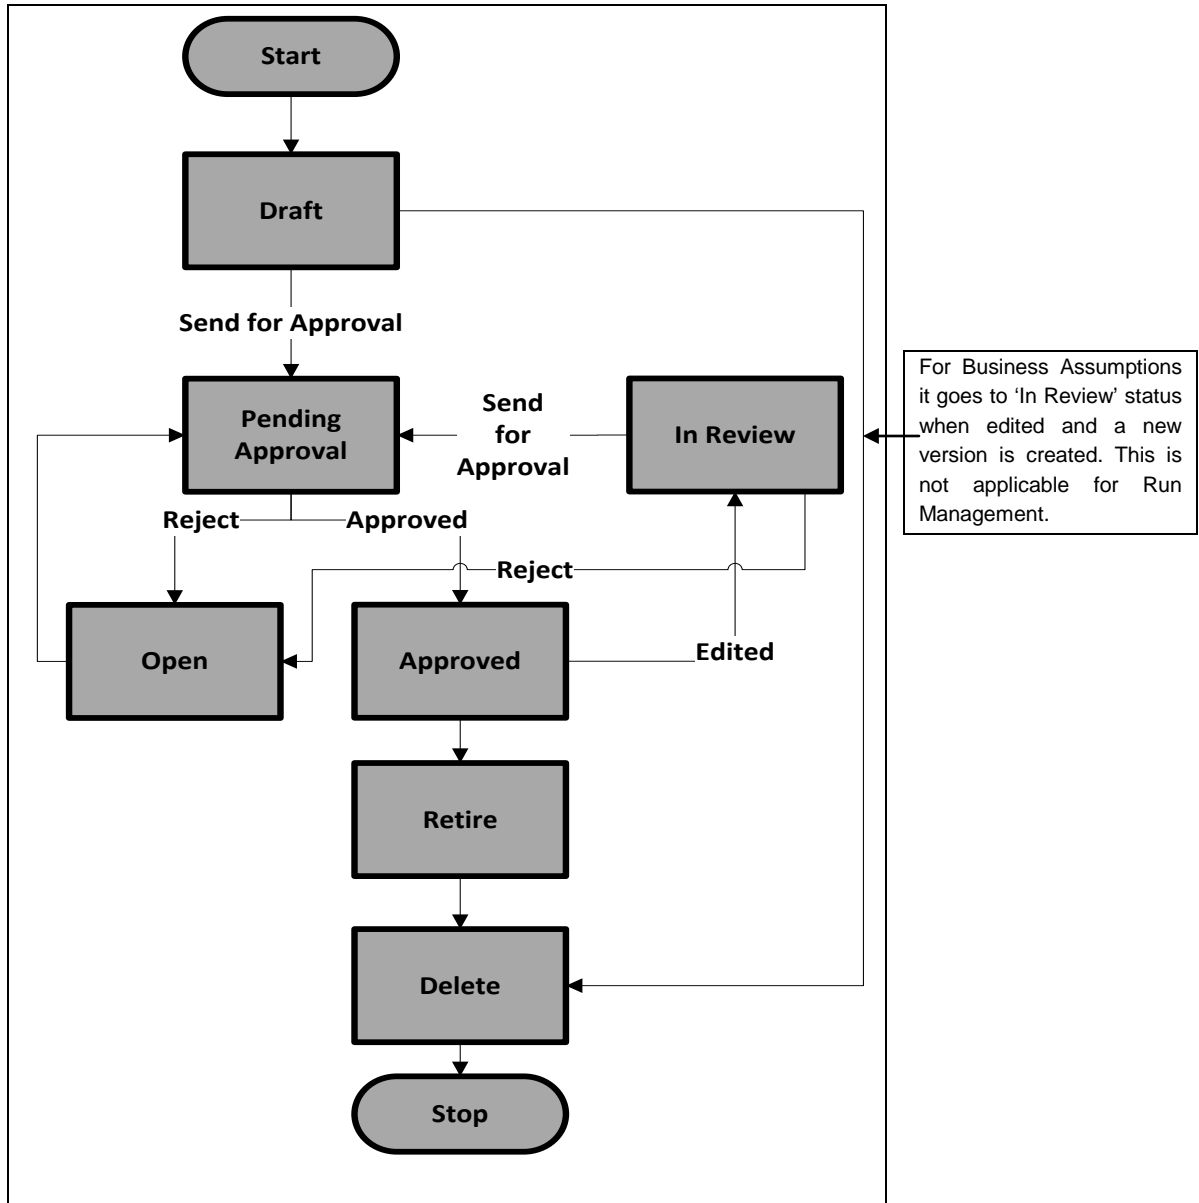 Start
Draft
Send for Approval
Pending
Approval
Send
for
Approval
In Review
For Business Assumptions
it goes to ‘In Review’ status
when edited and a new
version is created. This is
not applicable for Run
Management.
Reject
Approved
Reject
Open
Approved
Edited
Retire
Delete
Stop